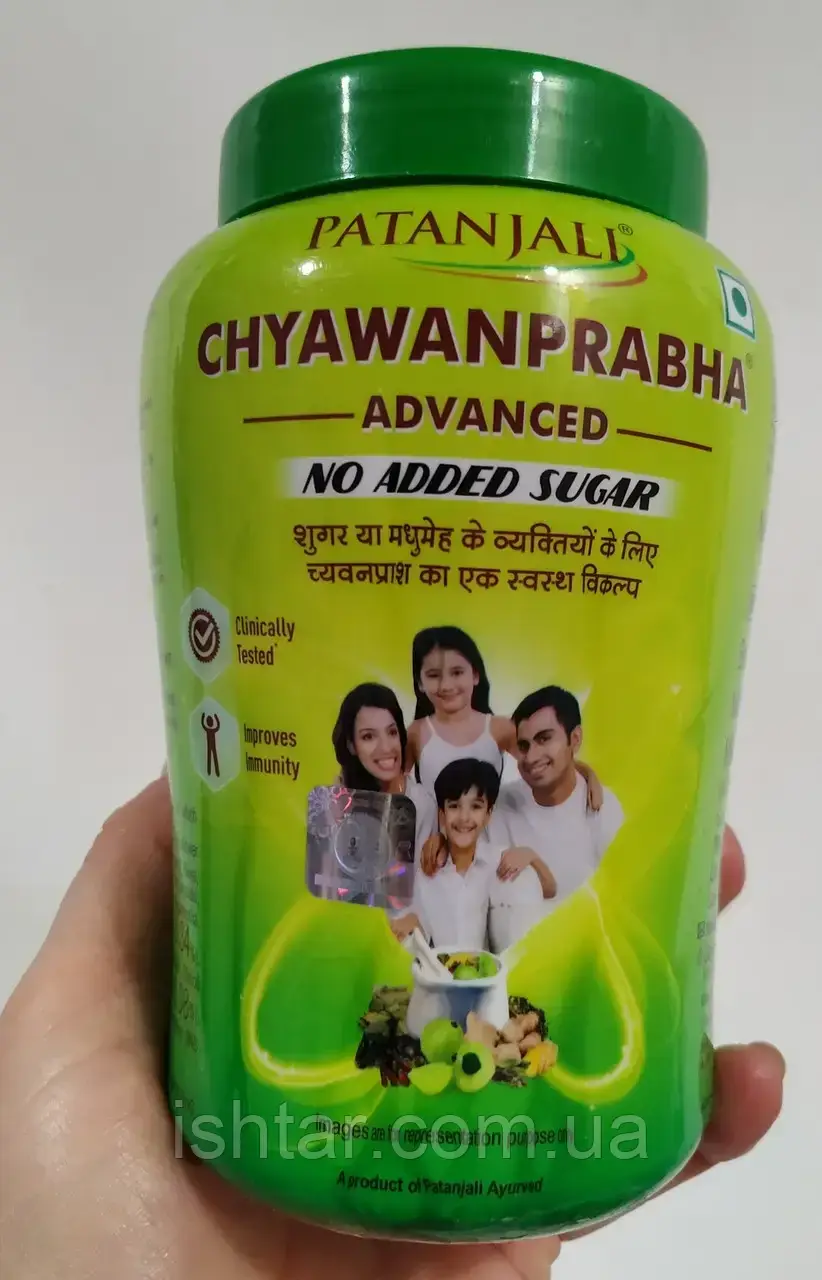 PATANJALI®
CHYAWANPRABHA®
ADVANCED
NO ADDED SUGAR
शुगर या मधुमेह के व्यक्तियों के लिए
च्यवनप्राश का एक स्वस्थ विकल्प
Clinically
Tested*
Improves
Immunity
ishtar.com.ua
Images are for representation purpose only
A product of Patanjali Ayurved